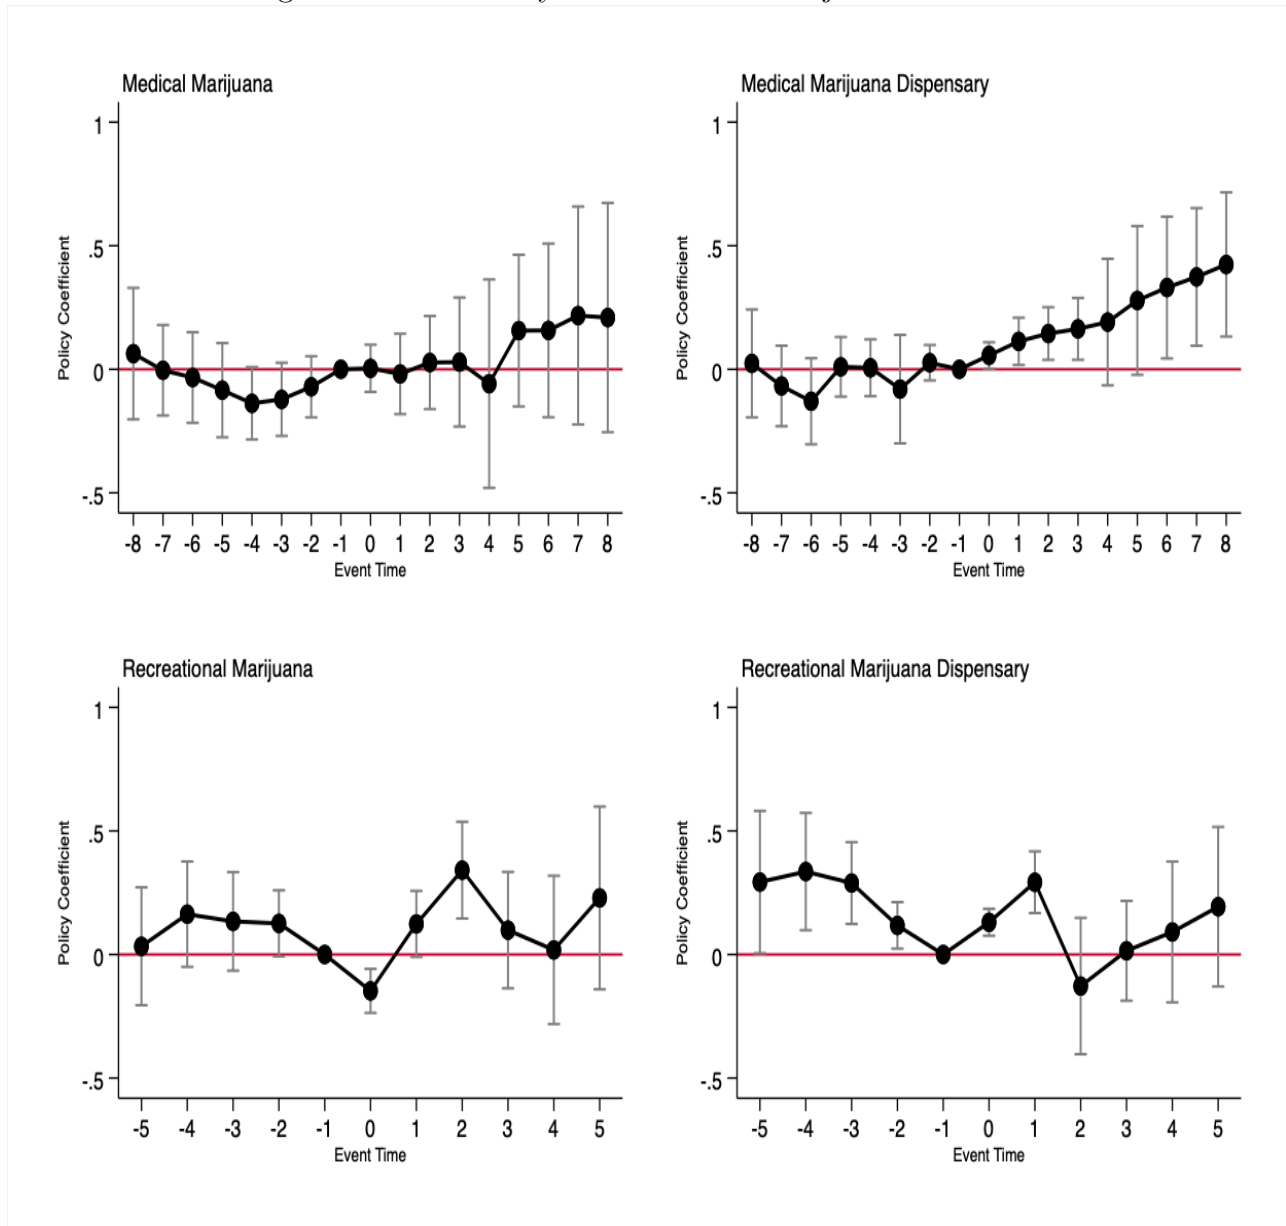 Medical Marijuana
1
.5
0
-.5
Policy Coefficient
-8 -7 -6 -5 -4 -3 -2 -1 0 1 2 3 4 5 6 7 8
Event Time
Medical Marijuana Dispensary
1
.5
0
-.5
Policy Coefficient
-8 -7 -6 -5 -4 -3 -2 -1 0 1 2 3 4 5 6 7 8
Event Time
Recreational Marijuana
1
.5
0
-.5
Policy Coefficient
-5 -4 -3 -2 -1 0 1 2 3 4 5
Event Time
Recreational Marijuana Dispensary
1
.5
0
-.5
Policy Coefficient
-5 -4 -3 -2 -1 0 1 2 3 4 5
Event Time